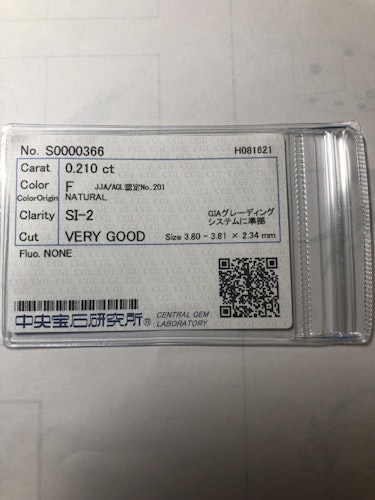 No. S0000366 H081621
Carat 0.210 ct
Color F JJA/AGL認定No.201
ColorOrigin NATURAL
Clarity SI-2 GIAグレーディング
システムに準拠
Cut VERY GOOD Size 3.80 - 3.81 × 2.34 mm
Fluo. NONE
中央宝石研究所® CENTRAL GEM
LABORATORY